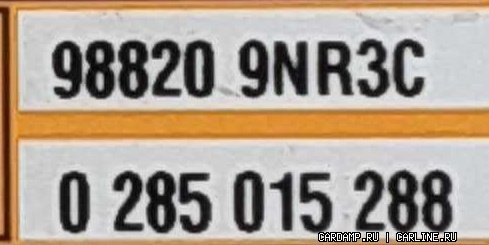 98820 9NR3C
0 285 015 288
CARDAMP.RU | CARLINE.RU